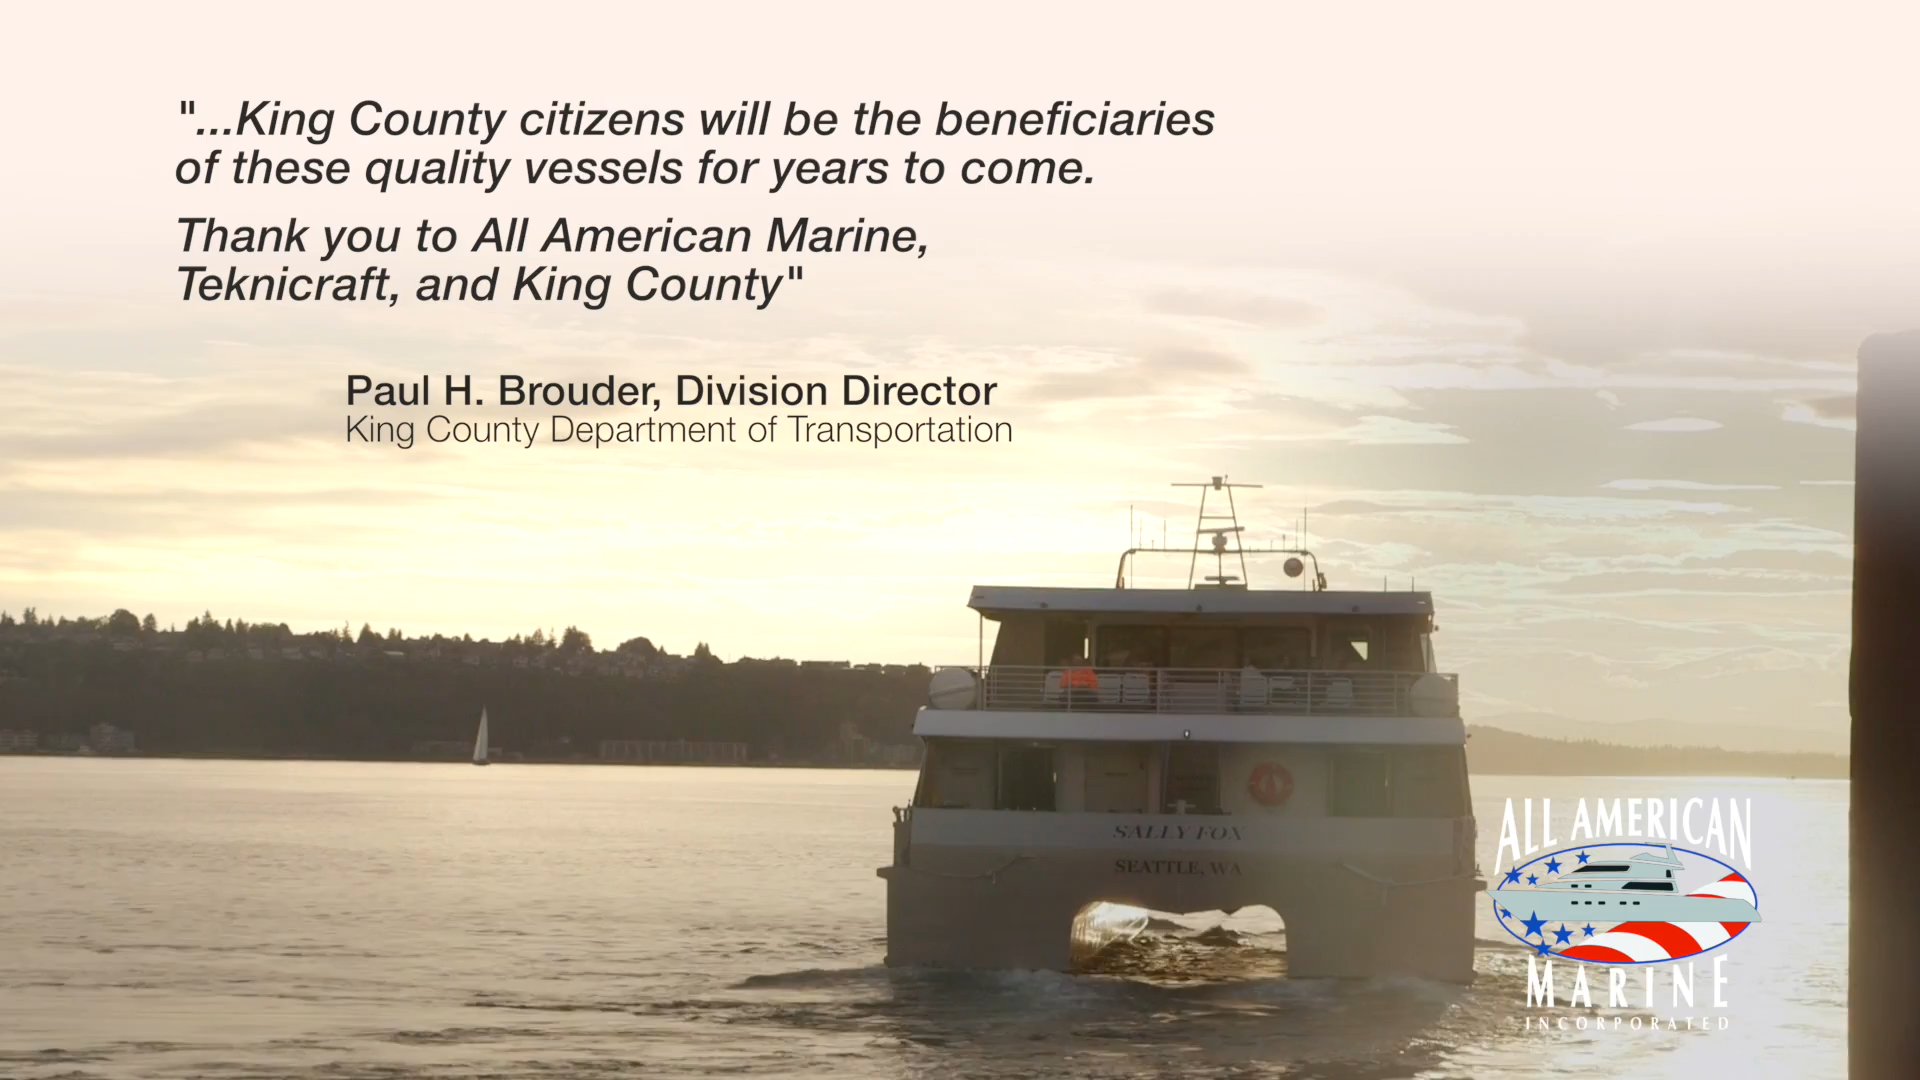 "...King County citizens will be the beneficiaries
of these quality vessels for years to come.
Thank you to All American Marine,
Teknicraft, and King County"
Paul H. Brouder, Division Director
King County Department of Transportation
SALLY FOX
SEATTLE, WA
ALL AMERICAN
MARINE
INCORPORATED